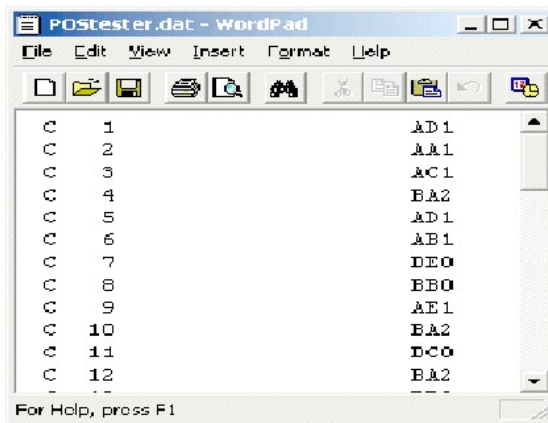 POStester.dat - WordPad
File Edit View Insert Format Help
C 1 AD1
C 2 AA1
C 3 AC1
C 4 BA2
C 5 AD1
C 6 AB1
C 7 DE0
C 8 BB0
C 9 AE1
C 10 BA2
C 11 DC0
C 12 BA2
For Help, press F1